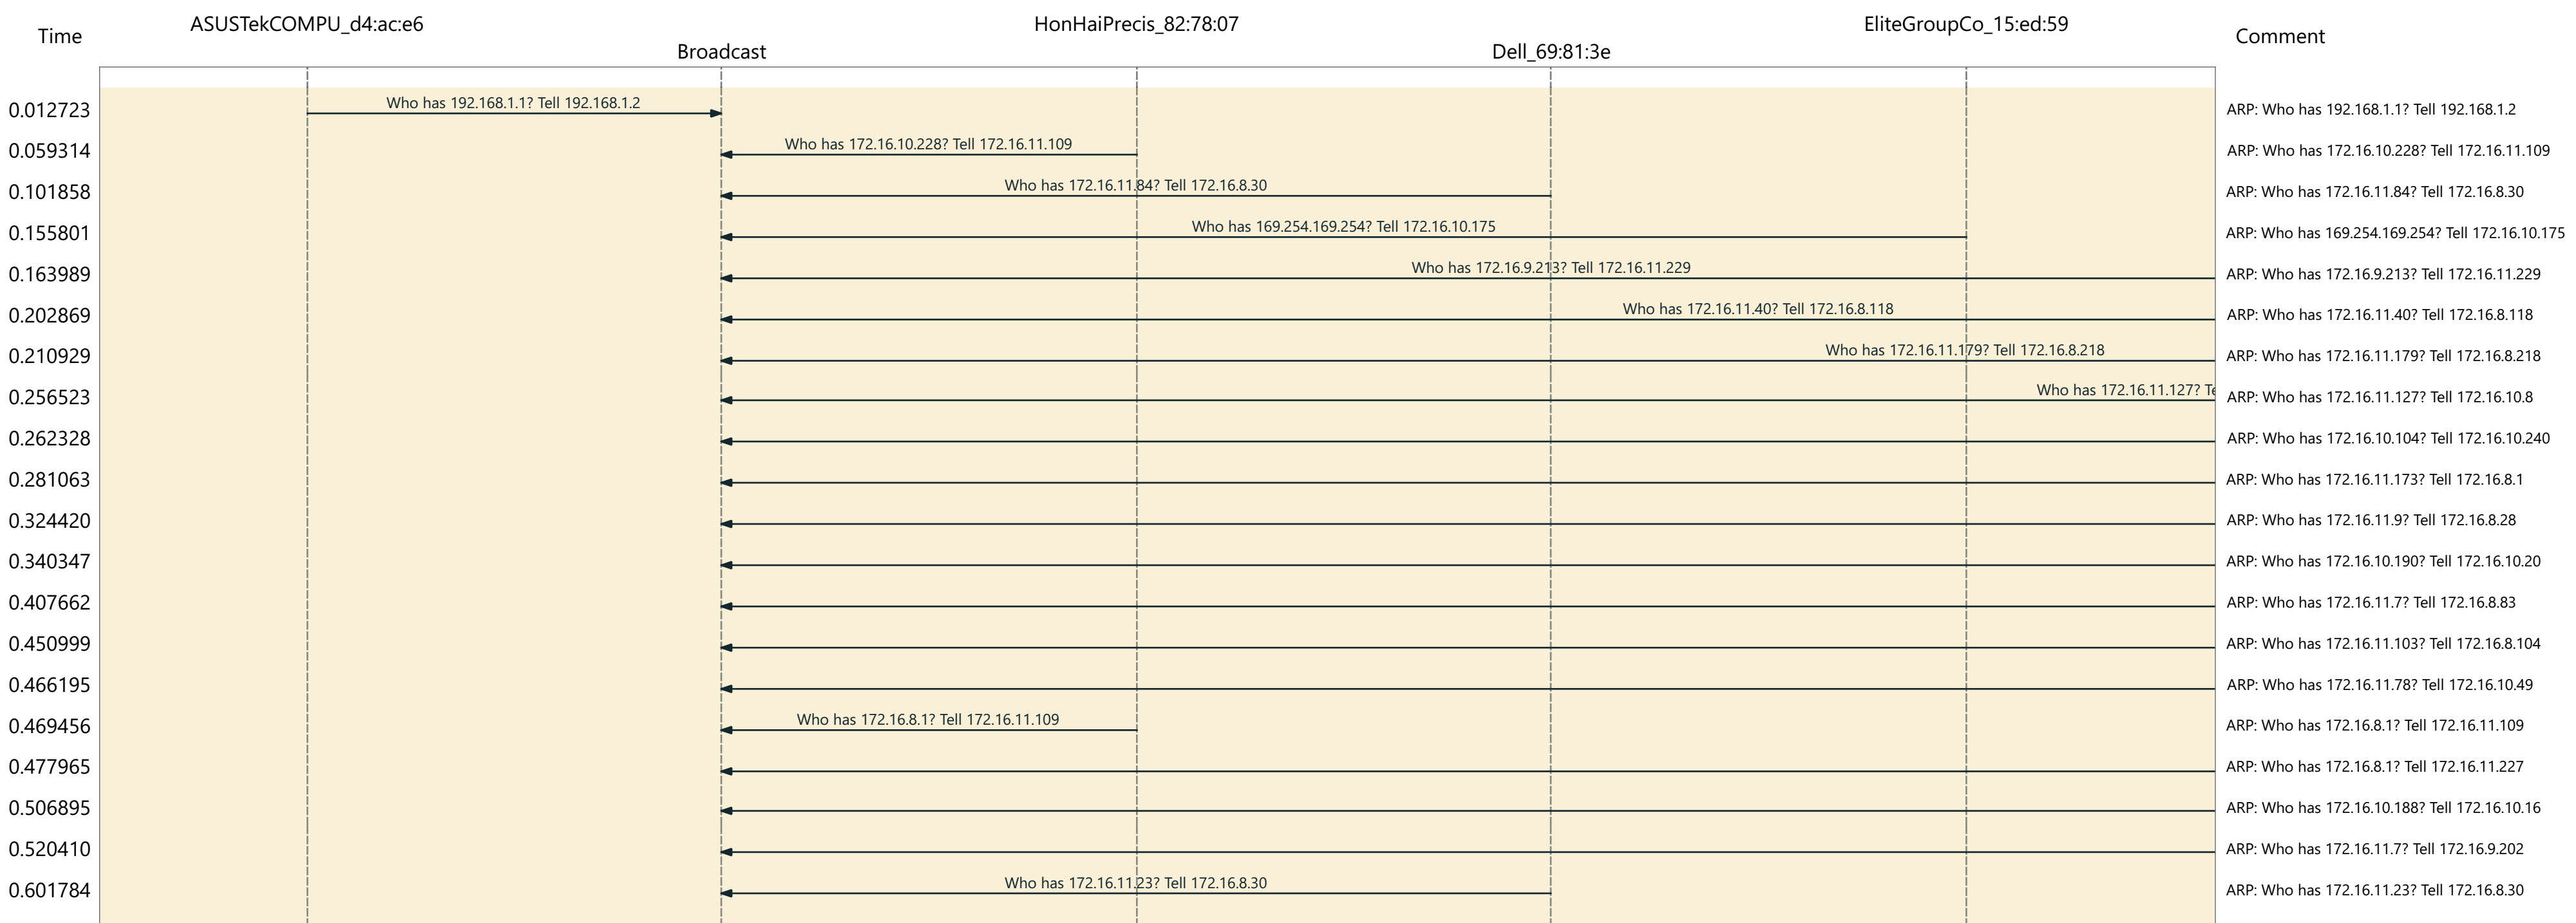 Time ASUSTekCOMPU_d4:ac:e6 HonHaiPrecis_82:78:07 EliteGroupCo_15:ed:59 Comment
Broadcast Dell_69:81:3e
0.012723 Who has 192.168.1.1? Tell 192.168.1.2 ARP: Who has 192.168.1.1? Tell 192.168.1.2
0.059314 Who has 172.16.10.228? Tell 172.16.11.109 ARP: Who has 172.16.10.228? Tell 172.16.11.109
0.101858 Who has 172.16.11.84? Tell 172.16.8.30 ARP: Who has 172.16.11.84? Tell 172.16.8.30
0.155801 Who has 169.254.169.254? Tell 172.16.10.175 ARP: Who has 169.254.169.254? Tell 172.16.10.175
0.163989 Who has 172.16.9.213? Tell 172.16.11.229 ARP: Who has 172.16.9.213? Tell 172.16.11.229
0.202869 Who has 172.16.11.40? Tell 172.16.8.118 ARP: Who has 172.16.11.40? Tell 172.16.8.118
0.210929 Who has 172.16.11.179? Tell 172.16.8.218 ARP: Who has 172.16.11.179? Tell 172.16.8.218
0.256523 Who has 172.16.11.127? Te ARP: Who has 172.16.11.127? Tell 172.16.10.8
0.262328 ARP: Who has 172.16.10.104? Tell 172.16.10.240
0.281063 ARP: Who has 172.16.11.173? Tell 172.16.8.1
0.324420 ARP: Who has 172.16.11.9? Tell 172.16.8.28
0.340347 ARP: Who has 172.16.10.190? Tell 172.16.10.20
0.407662 ARP: Who has 172.16.11.7? Tell 172.16.8.83
0.450999 ARP: Who has 172.16.11.103? Tell 172.16.8.104
0.466195 ARP: Who has 172.16.11.78? Tell 172.16.10.49
0.469456 Who has 172.16.8.1? Tell 172.16.11.109 ARP: Who has 172.16.8.1? Tell 172.16.11.109
0.477965 ARP: Who has 172.16.8.1? Tell 172.16.11.227
0.506895 ARP: Who has 172.16.10.188? Tell 172.16.10.16
0.520410 ARP: Who has 172.16.11.7? Tell 172.16.9.202
0.601784 Who has 172.16.11.23? Tell 172.16.8.30 ARP: Who has 172.16.11.23? Tell 172.16.8.30